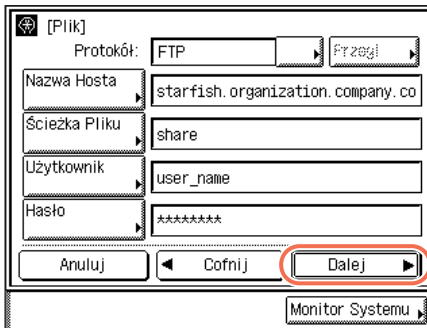 [Plik]
Protokół: FTP Przegl
Nazwa Hosta starfish.organization.company.co
Ścieżka Pliku share
Użytkownik user_name
Hasło ********
Anuluj Cofnij Dalej
Monitor Systemu